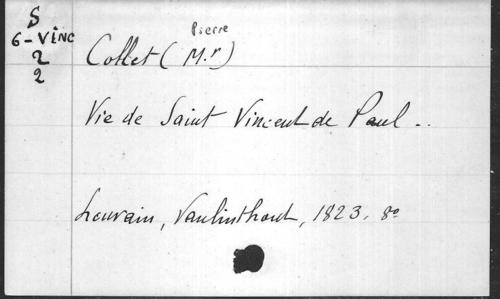 S
6-VINC
2
2
Pierre
Collet (M.r)
Vie de Saint Vincent de Paul ..
Louvain, Vanlinthout, 1823. 8º